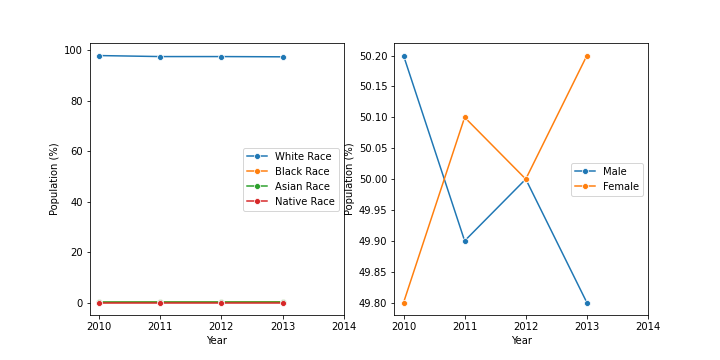 100
80
60
40
20
0
Population (%)
2010 2011 2012 2013 2014
Year
White Race
Black Race
Asian Race
Native Race
50.20
50.15
50.10
50.05
50.00
49.95
49.90
49.85
49.80
Population (%)
2010 2011 2012 2013 2014
Year
Male
Female